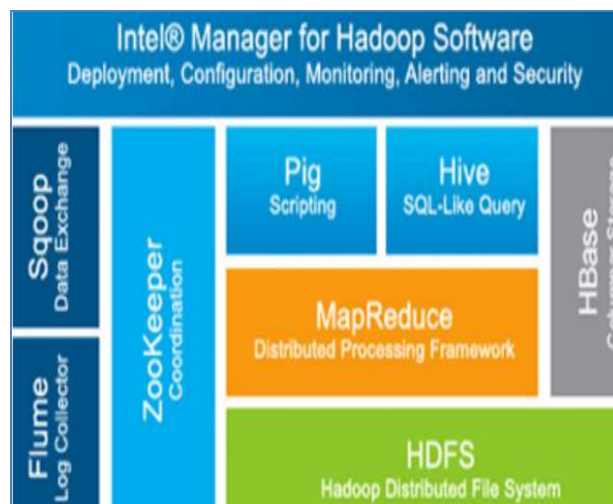 Intel® Manager for Hadoop Software
Deployment, Configuration, Monitoring, Alerting and Security
Sqoop
Data Exchange
Flume
Log Collector
ZooKeeper
Coordination
Pig
Scripting
Hive
SQL-Like Query
MapReduce
Distributed Processing Framework
HDFS
Hadoop Distributed File System
HBase